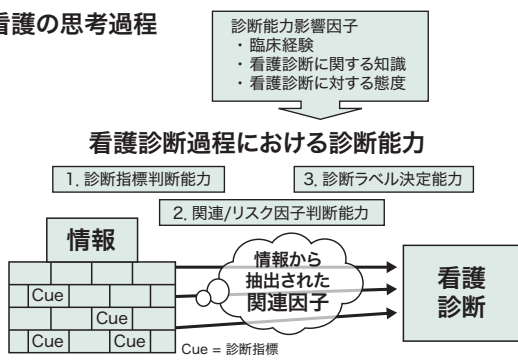 看護の思考過程
診断能力影響因子
・臨床経験
・看護診断に関する知識
・看護診断に対する態度
看護診断過程における診断能力
1. 診断指標判断能力
3. 診断ラベル決定能力
2. 関連/リスク因子判断能力
情報
情報から
抽出された
関連因子
看護
診断
Cue
Cue
Cue
Cue
Cue = 診断指標